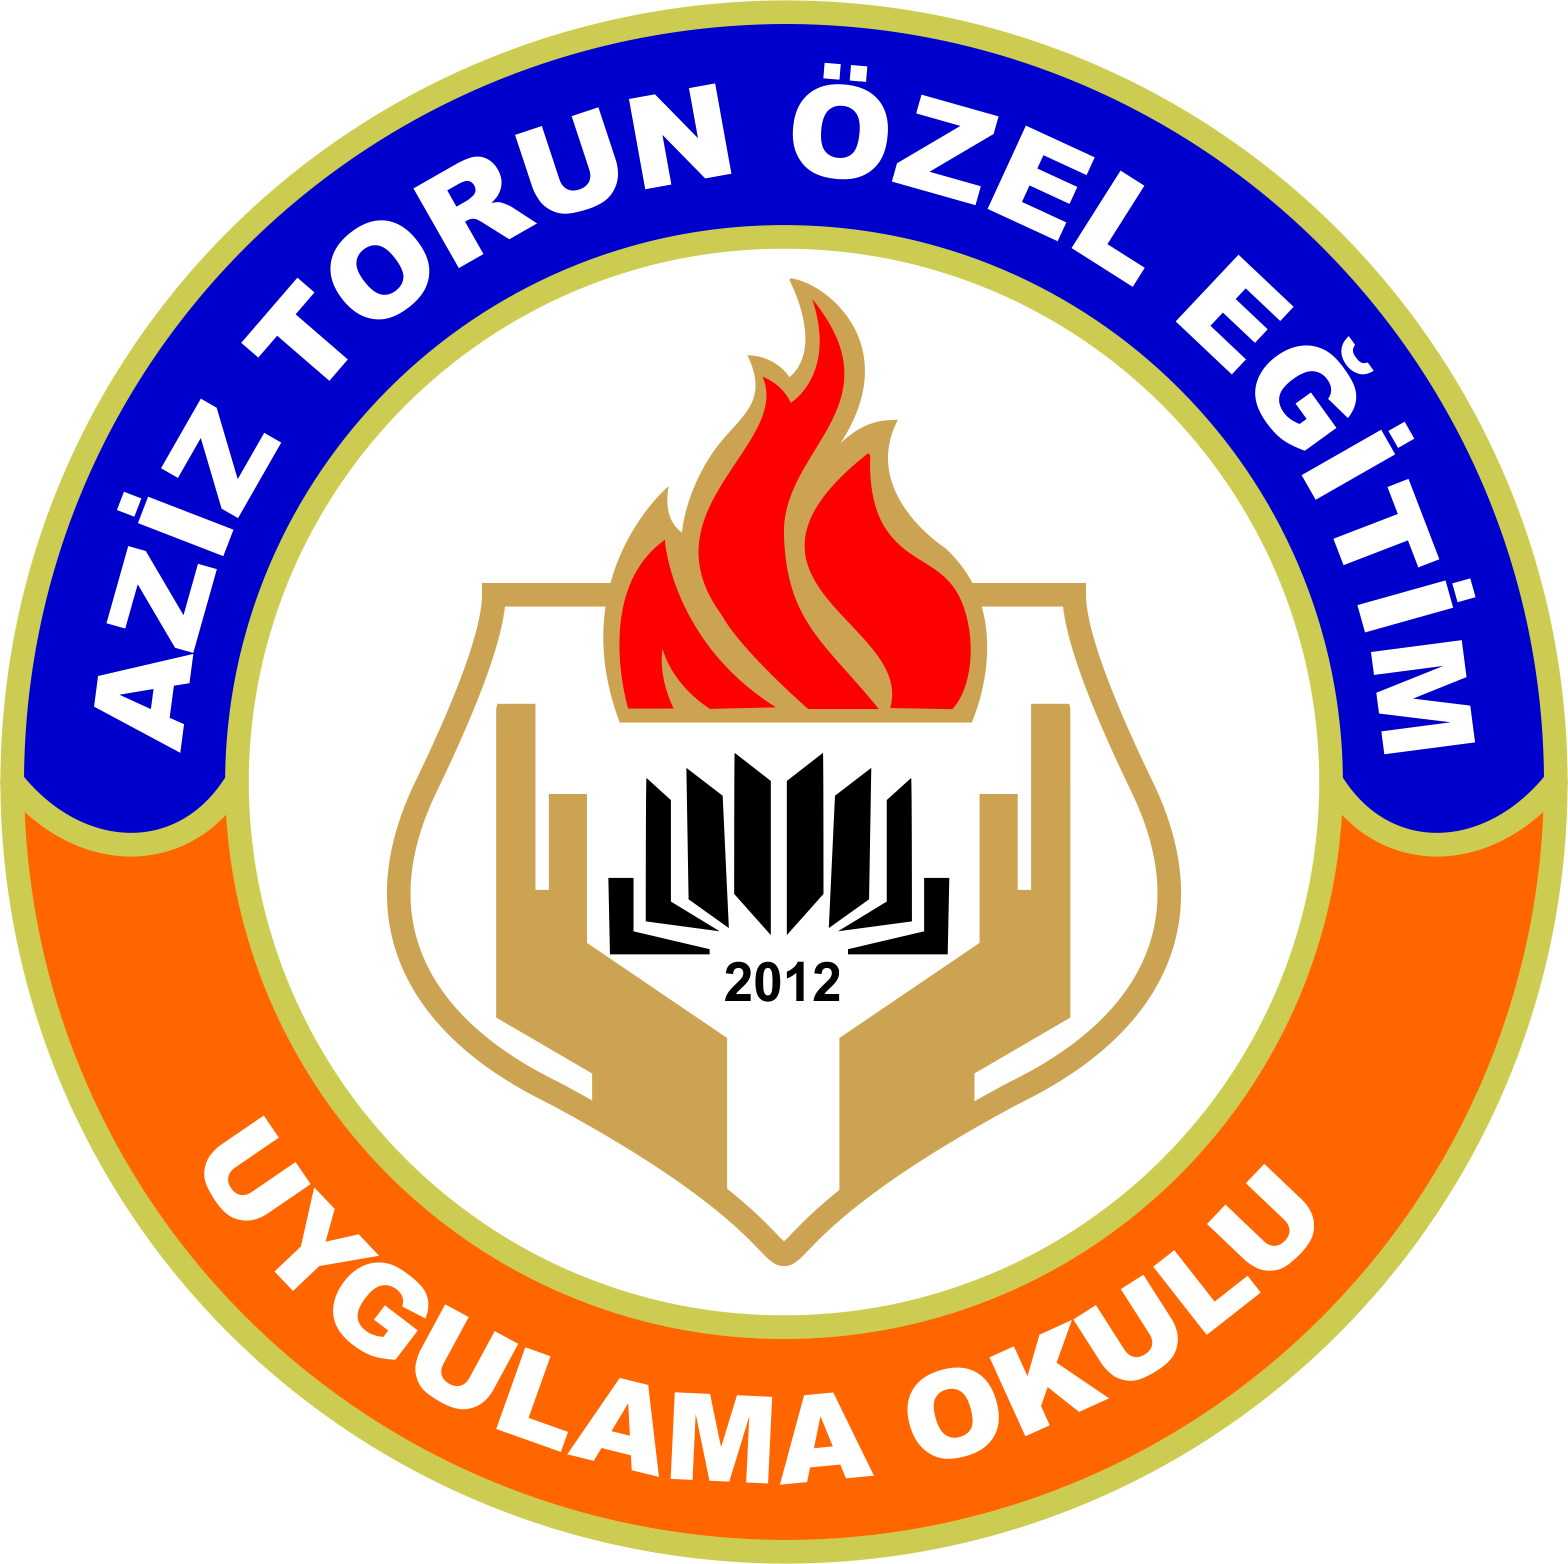 AZİZ TORUN ÖZEL EĞİTİM
2012
UYGULAMA OKULU